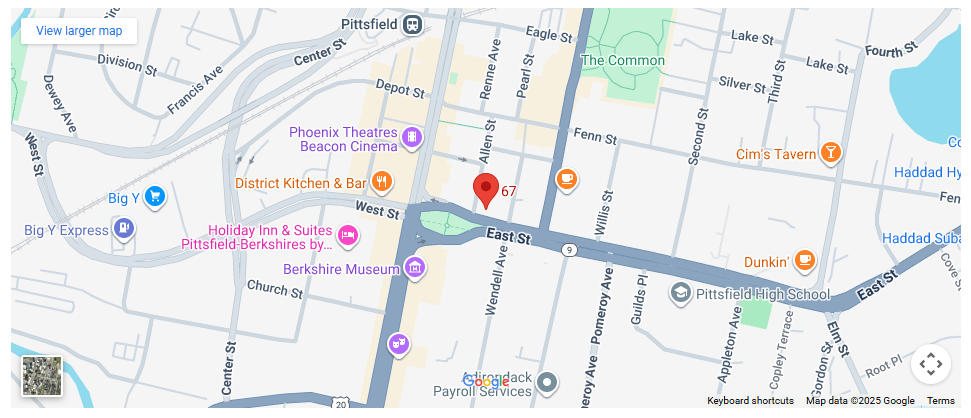 View larger map
Pittsfield
Eagle St
Lake St
Fourth St
Center St
Renne Ave
Pearl St
The Common
Lake St
Division St
Francis Ave
Silver St
Third St
Dewey Ave
Depot St
West St
Phoenix Theatres
Beacon Cinema
Allen St
Fenn St
Second St
Cim's Tavern
Co
Haddad Hy
District Kitchen & Bar
67
Fen
Big Y
West St
Willis St
Big Y Express
Holiday Inn & Suites
Pittsfield-Berkshires by...
East St
9
Haddad Suba
Berkshire Museum
Wendell Ave
Pomeroy Ave
Dunkin'
Cove S
Church St
Guilds Pl
Pittsfield High School
East St
Center St
Appleton Ave
Copley Terrace
Elm St
Gordon St
Root Pl
Adirondack
Payroll Services
Google
meroy Ave
20
Keyboard shortcuts
Map data ©2025 Google
Terms